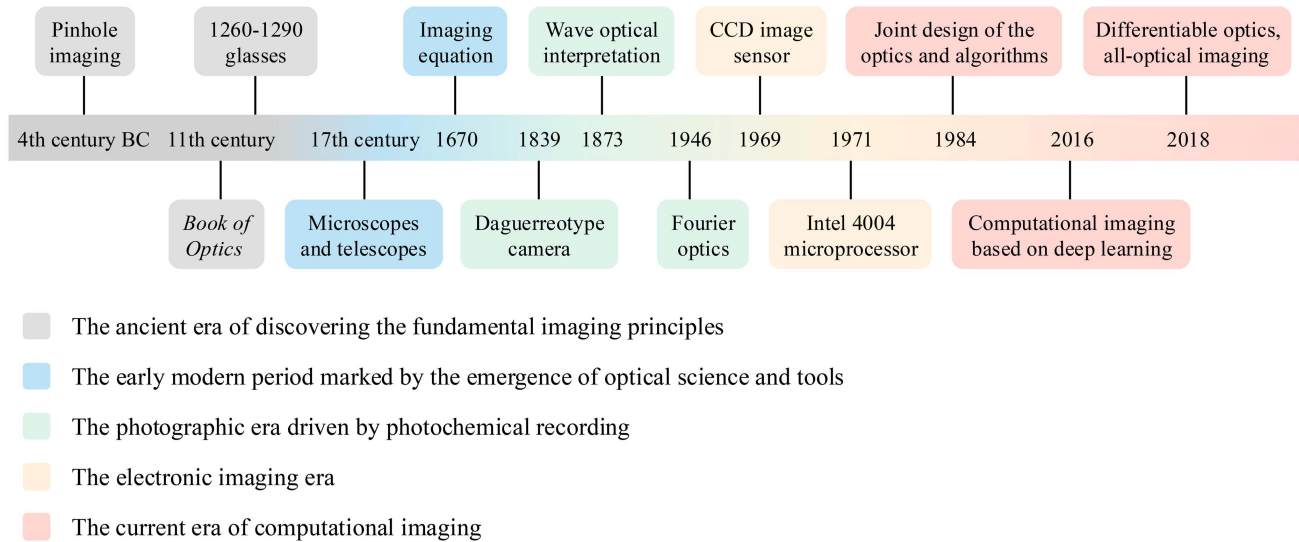 Pinhole
imaging
1260-1290
glasses
Imaging
equation
Wave optical
interpretation
CCD image
sensor
Joint design of the
optics and algorithms
Differentiable optics,
all-optical imaging
4th century BC 11th century 17th century 1670 1839 1873 1946 1969 1971 1984 2016 2018
Book of
Optics
Microscopes
and telescopes
Daguerreotype
camera
Fourier
optics
Intel 4004
microprocessor
Computational imaging
based on deep learning
The ancient era of discovering the fundamental imaging principles
The early modern period marked by the emergence of optical science and tools
The photographic era driven by photochemical recording
The electronic imaging era
The current era of computational imaging